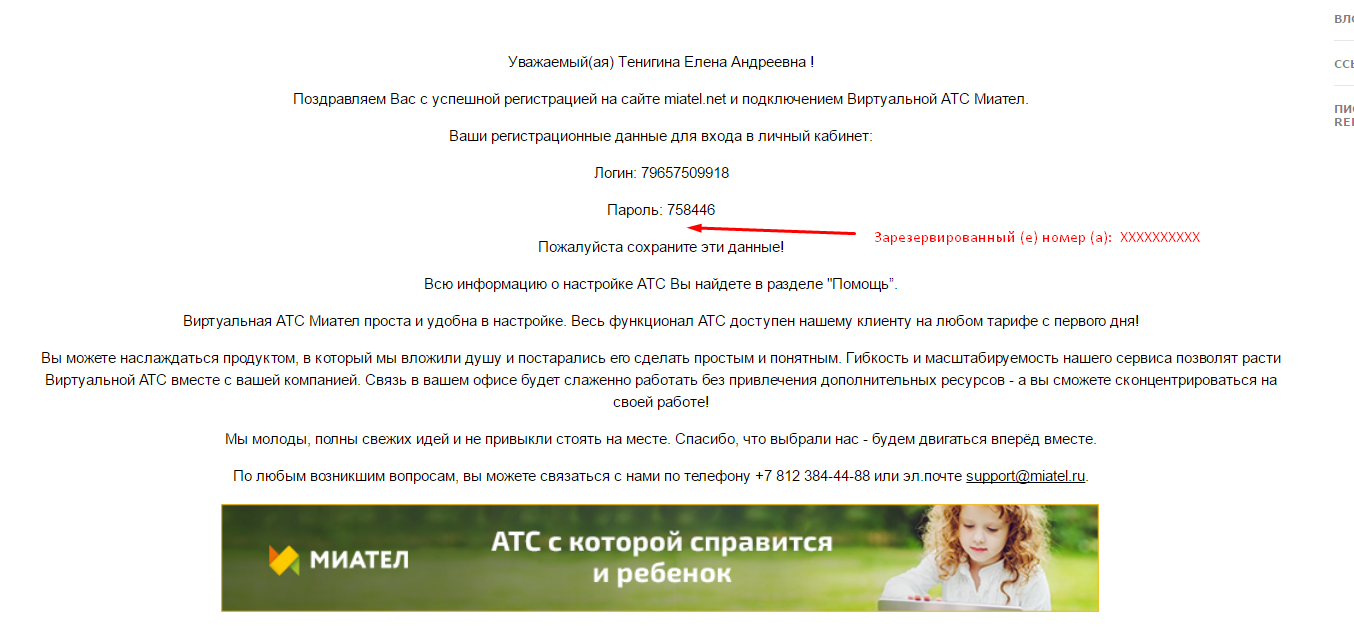 Уважаемый(ая) Тенигина Елена Андреевна !
Поздравляем Вас с успешной регистрацией на сайте miatel.net и подключением Виртуальной АТС Миател.
Ваши регистрационные данные для входа в личный кабинет:
Логин: 79657509918
Пароль: 758446
Зарезервированный (е) номер (а): XXXXXXXXXX
Пожалуйста сохраните эти данные!
Всю информацию о настройке АТС Вы найдете в разделе "Помощь".
Виртуальная АТС Миател проста и удобна в настройке. Весь функционал АТС доступен нашему клиенту на любом тарифе с первого дня!
Вы можете наслаждаться продуктом, в который мы вложили душу и постарались его сделать простым и понятным. Гибкость и масштабируемость нашего сервиса позволят расти
Виртуальной АТС вместе с вашей компанией. Связь в вашем офисе будет слаженно работать без привлечения дополнительных ресурсов - а вы сможете сконцентрироваться на
своей работе!
Мы молоды, полны свежих идей и не привыкли стоять на месте. Спасибо, что выбрали нас - будем двигаться вперёд вместе.
По любым возникшим вопросам, вы можете связаться с нами по телефону +7 812 384-44-88 или эл.почте support@miatel.ru.
МИАТЕЛ
АТС с которой справится
и ребенок